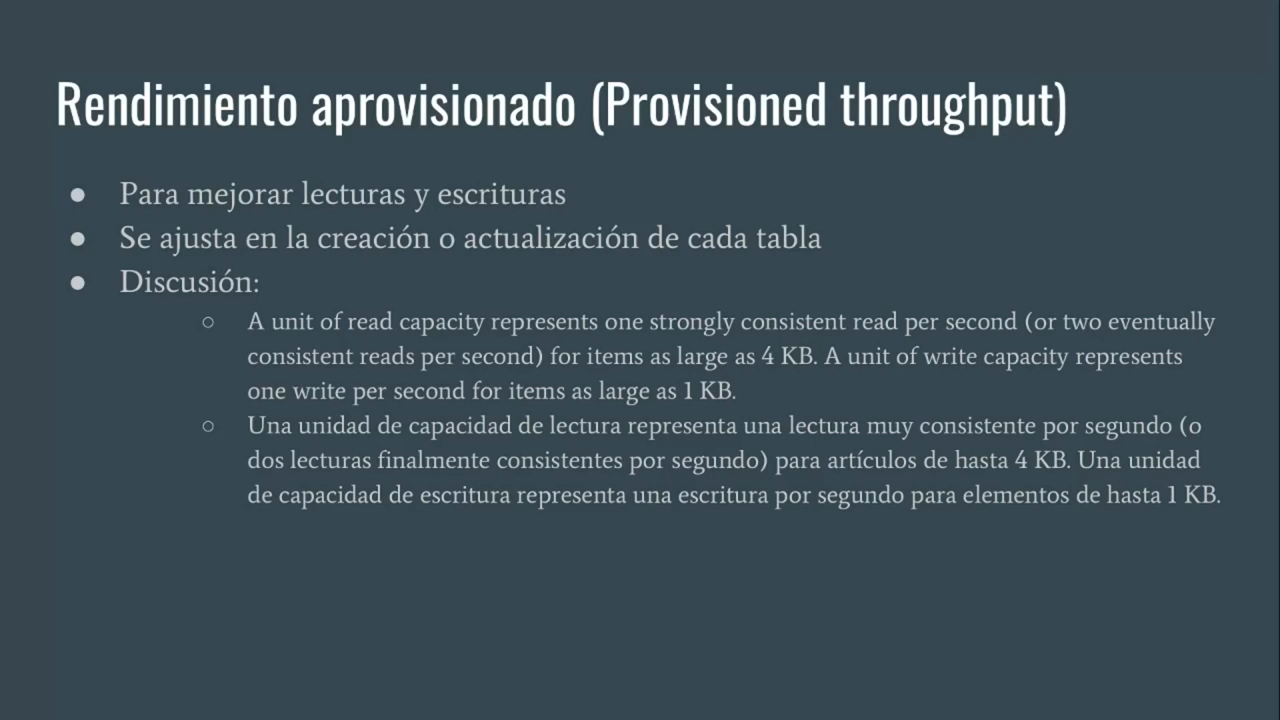 Rendimiento aprovisionado (Provisioned throughput)
● Para mejorar lecturas y escrituras
● Se ajusta en la creación o actualización de cada tabla
● Discusión:
○ A unit of read capacity represents one strongly consistent read per second (or two eventually
consistent reads per second) for items as large as 4 KB. A unit of write capacity represents
one write per second for items as large as 1 KB.
○ Una unidad de capacidad de lectura representa una lectura muy consistente por segundo (o
dos lecturas finalmente consistentes por segundo) para artículos de hasta 4 KB. Una unidad
de capacidad de escritura representa una escritura por segundo para elementos de hasta 1 KB.